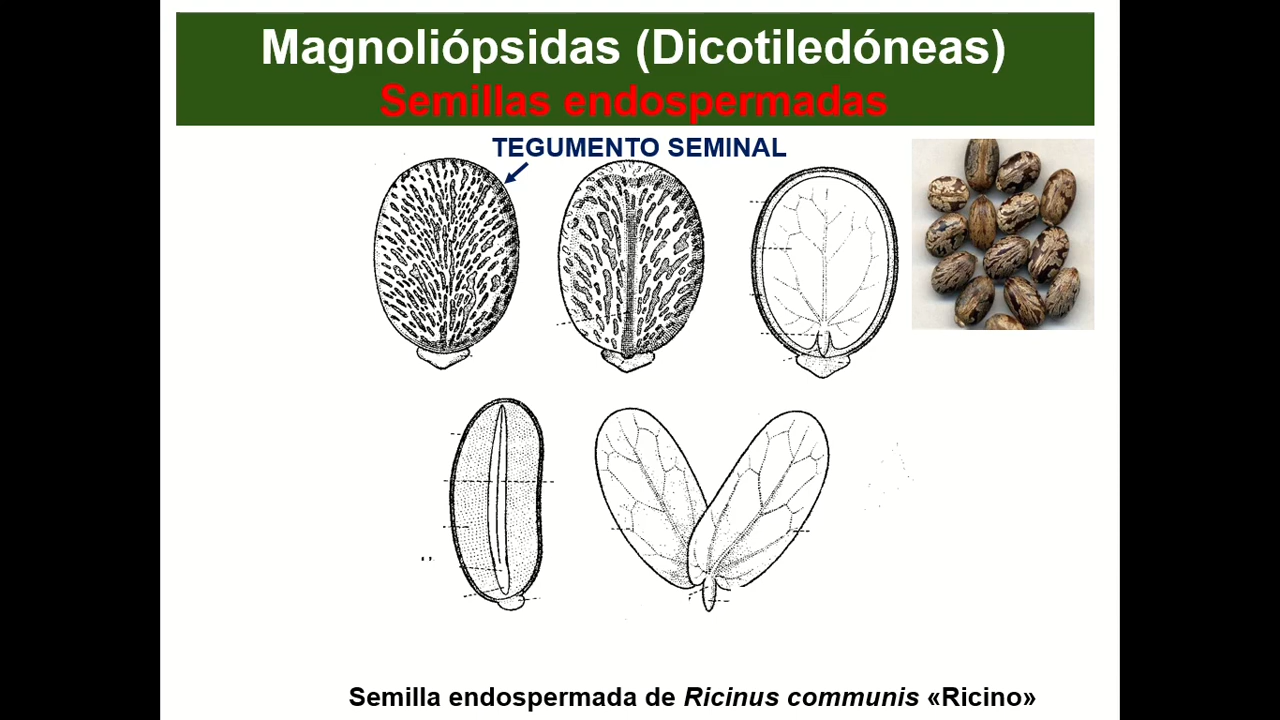 Magnoliópsidas (Dicotiledóneas)
Semillas endospermadas
TEGUMENTO SEMINAL
Semilla endospermada de Ricinus communis «Ricino»